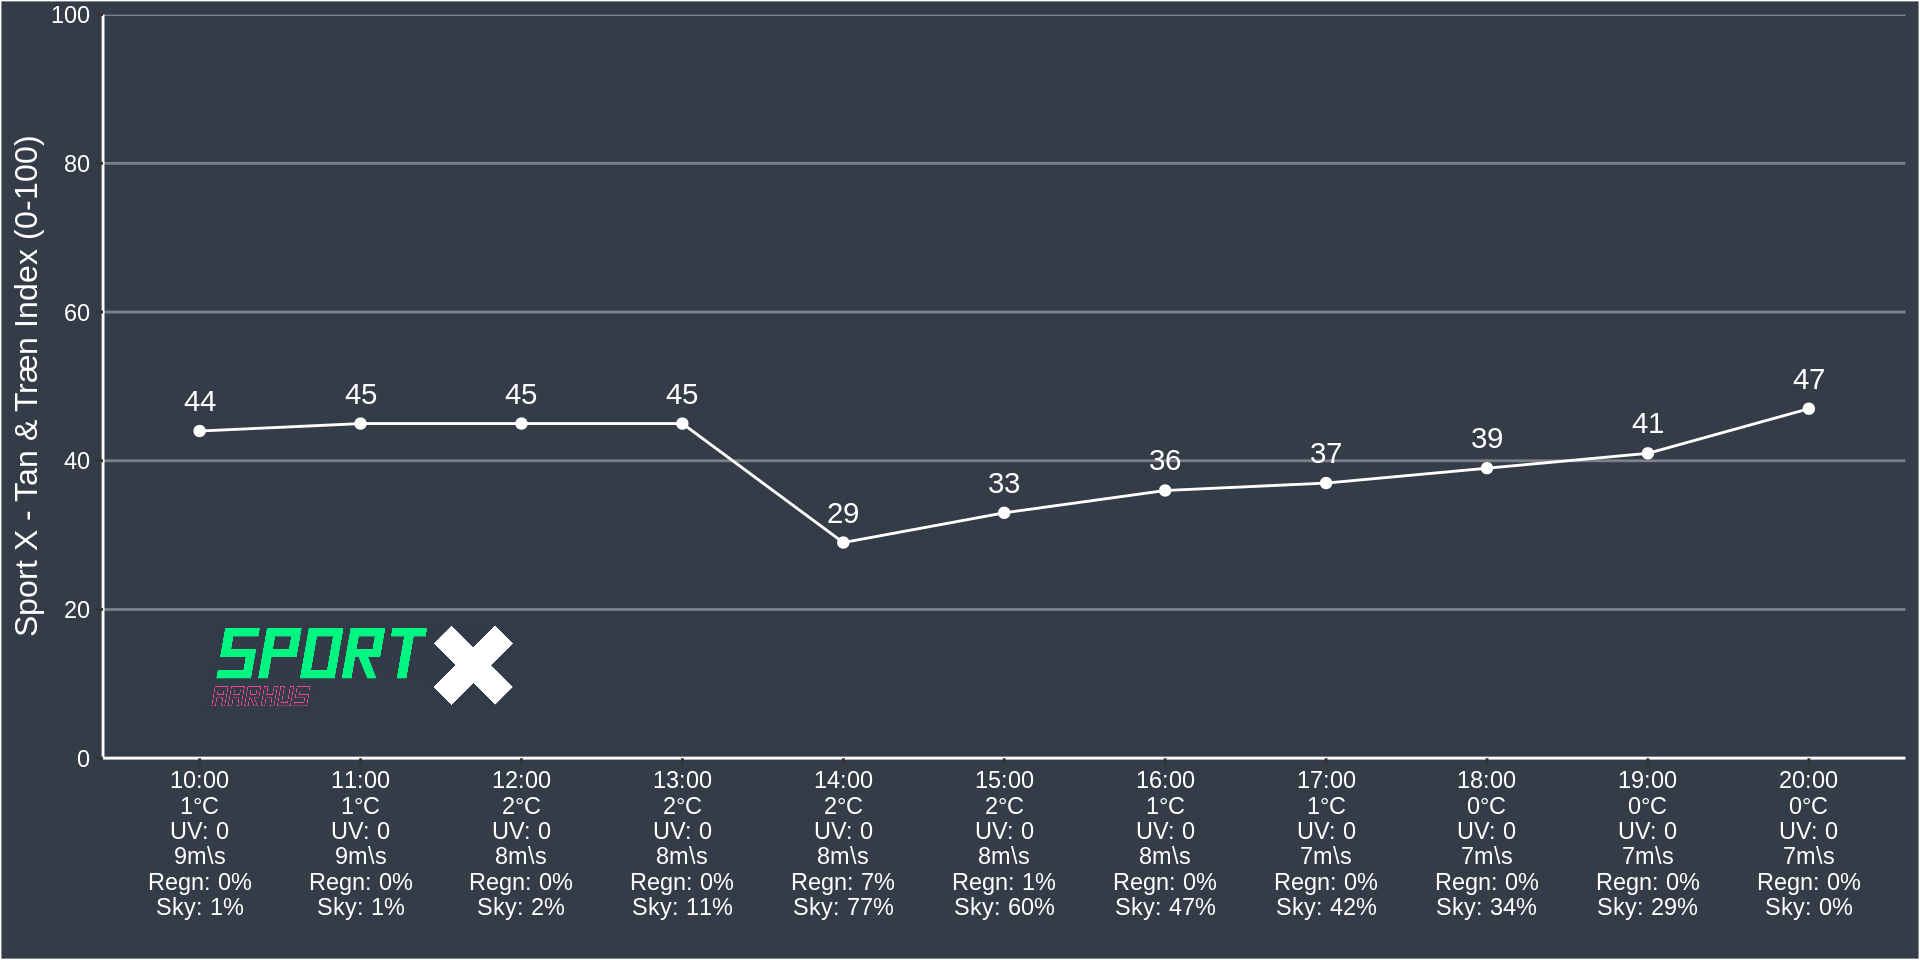 Sport X - Tan & Træn Index (0-100)
100
80
60
40
20
0
44
45
45
45
29
33
36
37
39
41
47
SPORT X
AARHUS
10:00 11:00 12:00 13:00 14:00 15:00 16:00 17:00 18:00 19:00 20:00
1°C 1°C 2°C 2°C 2°C 2°C 1°C 1°C 0°C 0°C 0°C
UV: 0 UV: 0 UV: 0 UV: 0 UV: 0 UV: 0 UV: 0 UV: 0 UV: 0 UV: 0 UV: 0
9m\s 9m\s 8m\s 8m\s 8m\s 8m\s 8m\s 7m\s 7m\s 7m\s 7m\s
Regn: 0% Regn: 0% Regn: 0% Regn: 0% Regn: 7% Regn: 1% Regn: 0% Regn: 0% Regn: 0% Regn: 0% Regn: 0%
Sky: 1% Sky: 1% Sky: 2% Sky: 11% Sky: 77% Sky: 60% Sky: 47% Sky: 42% Sky: 34% Sky: 29% Sky: 0%